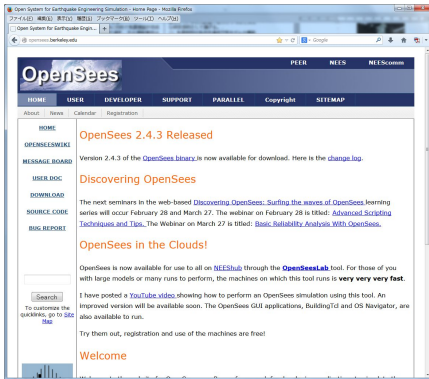 Open System for Earthquake Engineering Simulation - Home Page - Mozilla Firefox
ファイル(F) 編集(E) 表示(V) 履歴(S) ブックマーク(B) ツール(T) ヘルプ(H)
Open System for Earthquake Engin... +
opensees.berkeley.edu
Google
PEER NEES NEEScomm
OpenSees
HOME USER DEVELOPER SUPPORT PARALLEL Copyright SITEMAP
About News Calendar Registration
HOME
OPENSEESWIKI
MESSAGE BOARD
USER DOC
DOWNLOAD
SOURCE CODE
BUG REPORT
Search
To customize the
quicklinks, go to Site
Map
OpenSees 2.4.3 Released
Version 2.4.3 of the OpenSees binary is now available for download. Here is the change log.
Discovering OpenSees
The next seminars in the web-based Discovering OpenSees: Surfing the waves of OpenSees learning
series will occur February 28 and March 27. The webinar on February 28 is titled: Advanced Scripting
Techniques and Tips. The Webinar on March 27 is titled: Basic Reliability Analysis With OpenSees.
OpenSees in the Clouds!
OpenSees is now available for use to all on NEEShub through the OpenSeesLab tool. For those of you
with large models or many runs to perform, the machines on which this tool runs is very very very fast.
I have posted a YouTube video showing how to perform an OpenSees simulation using this tool. An
improved version will be available soon. The OpenSees GUI applications, BuildingTcl and OS Navigator, are
also available to run.
Try them out, registration and use of the machines are free!
Welcome